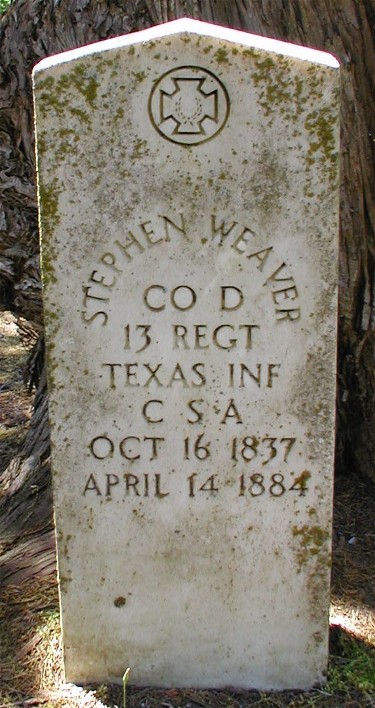 STEPHEN WEAVER
CO D
13 REGT
TEXAS INF
C S A
OCT 16 1837
APRIL 14 1884